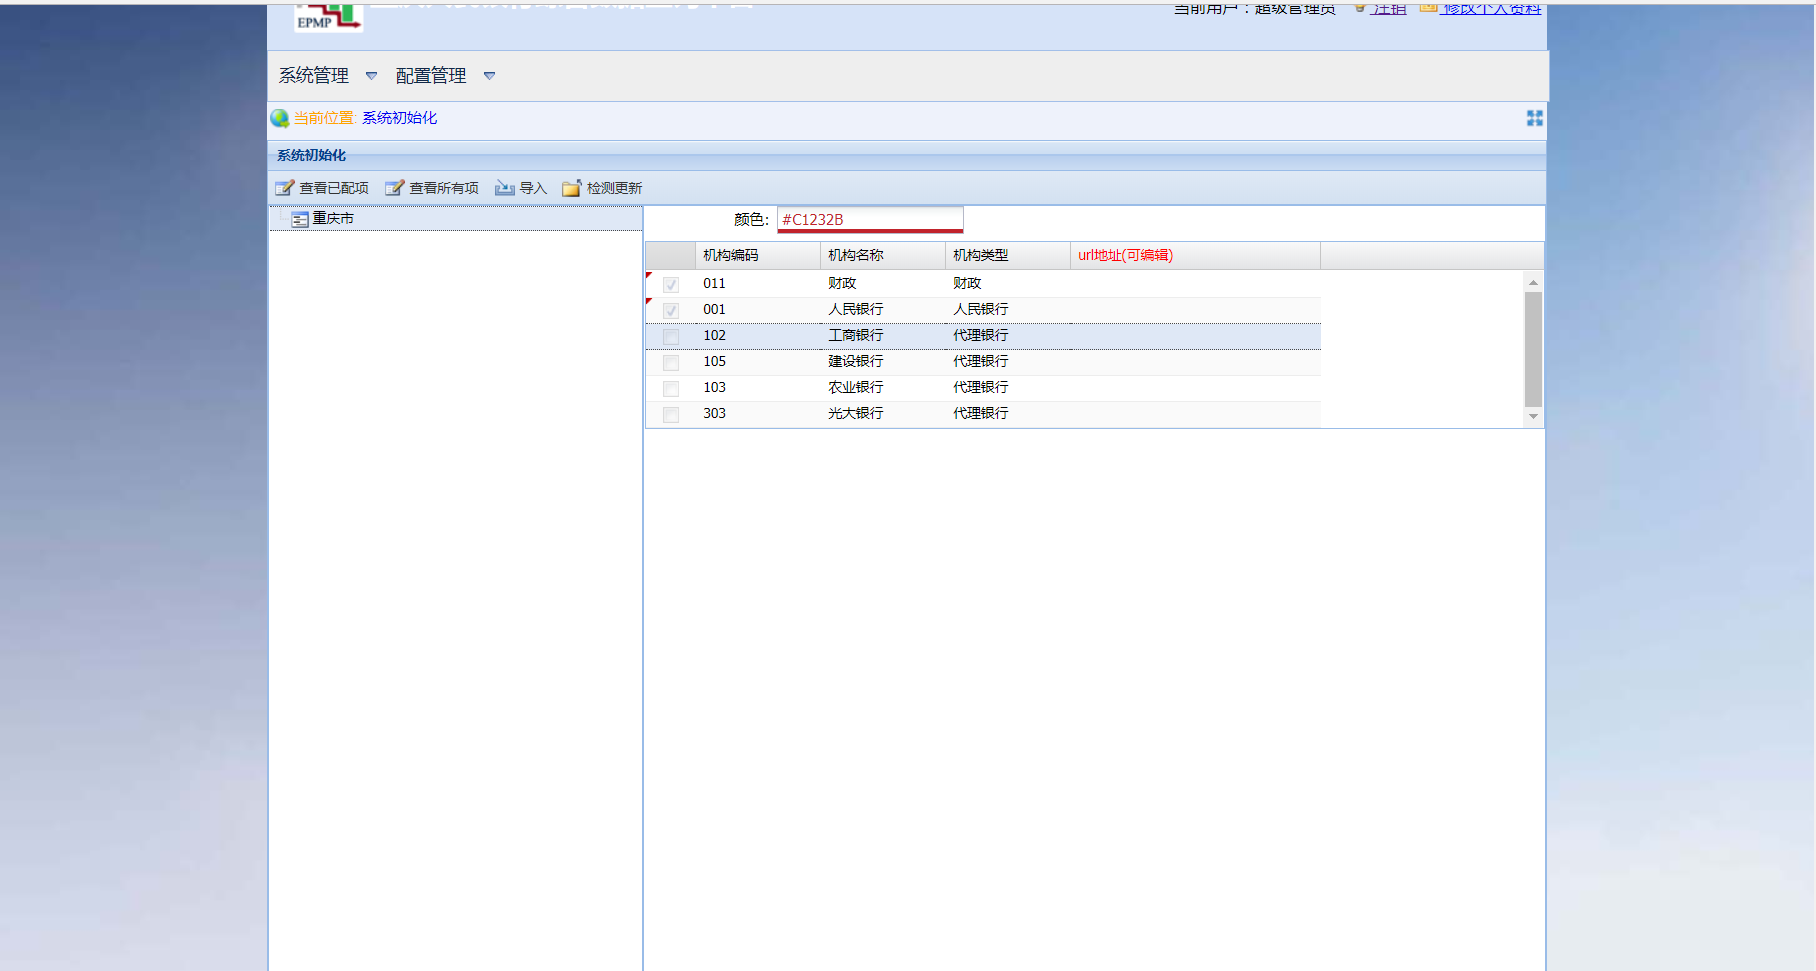 EPMP
当前用户：超级管理员 注销 修改个人资料
系统管理 配置管理
当前位置: 系统初始化
系统初始化
查看已配项 查看所有项 导入 检测更新
重庆市
颜色: #C1232B
机构编码 机构名称 机构类型 url地址(可编辑)
011 财政 财政
001 人民银行 人民银行
102 工商银行 代理银行
105 建设银行 代理银行
103 农业银行 代理银行
303 光大银行 代理银行